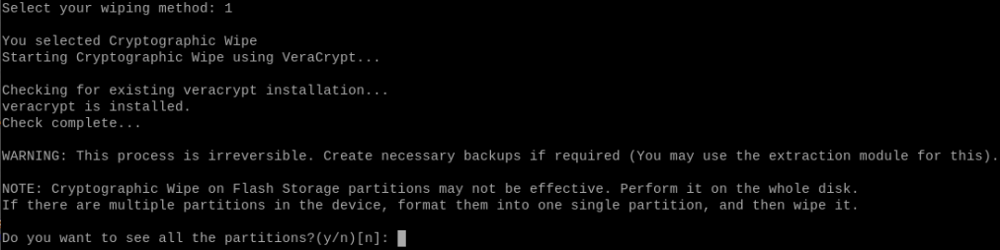 Select your wiping method: 1
You selected Cryptographic Wipe
Starting Cryptographic Wipe using VeraCrypt...
Checking for existing veracrypt installation...
veracrypt is installed.
Check complete...
WARNING: This process is irreversible. Create necessary backups if required (You may use the extraction module for this).
NOTE: Cryptographic Wipe on Flash Storage partitions may not be effective. Perform it on the whole disk.
If there are multiple partitions in the device, format them into one single partition, and then wipe it.
Do you want to see all the partitions?(y/n)[n]: